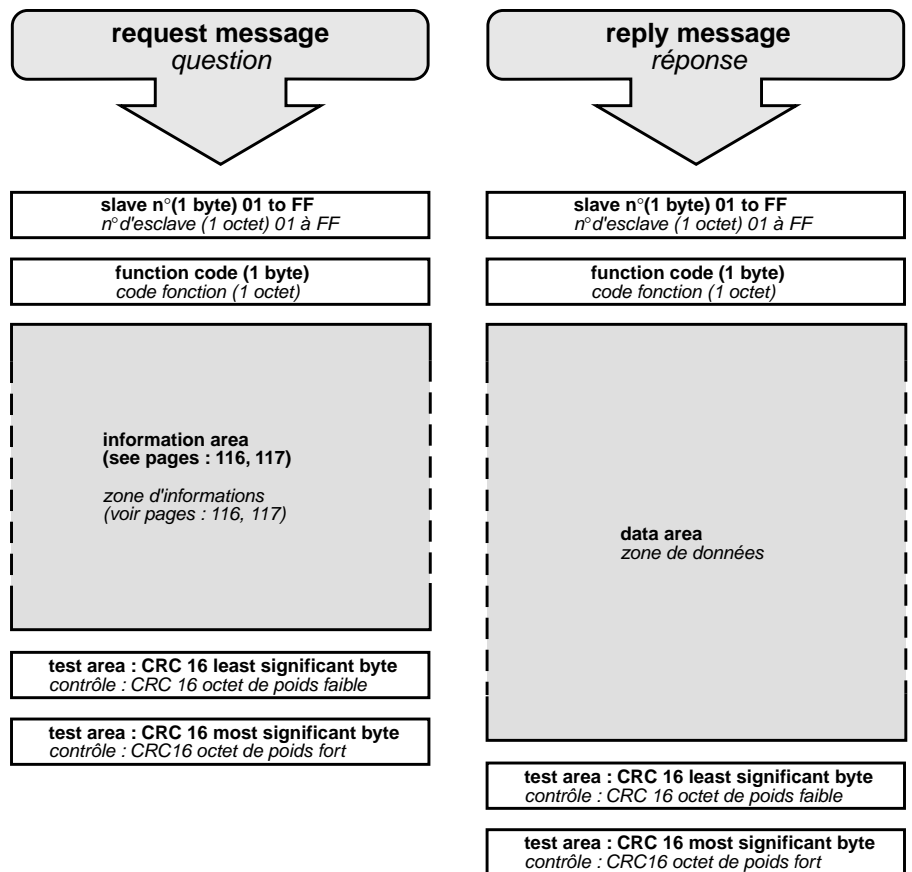 request message
question
slave n°(1 byte) 01 to FF
n° d'esclave (1 octet) 01 à FF
function code (1 byte)
code fonction (1 octet)
information area
(see pages : 116, 117)
zone d'informations
(voir pages : 116, 117)
test area : CRC 16 least significant byte
contrôle : CRC 16 octet de poids faible
test area : CRC 16 most significant byte
contrôle : CRC16 octet de poids fort
reply message
réponse
slave n°(1 byte) 01 to FF
n° d'esclave (1 octet) 01 à FF
function code (1 byte)
code fonction (1 octet)
data area
zone de données
test area : CRC 16 least significant byte
contrôle : CRC 16 octet de poids faible
test area : CRC 16 most significant byte
contrôle : CRC16 octet de poids fort